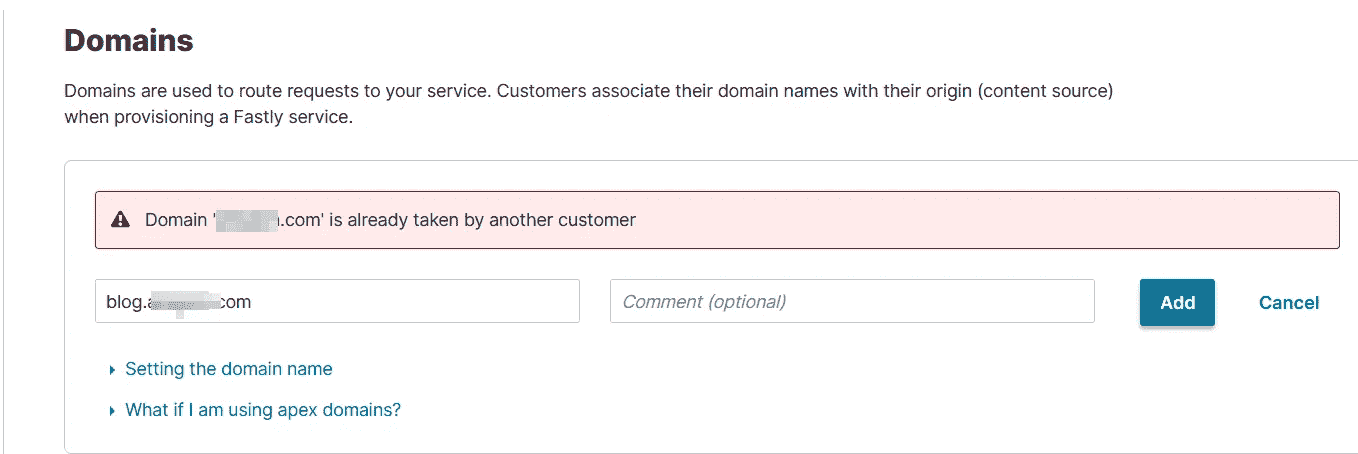 Domains
Domains are used to route requests to your service. Customers associate their domain names with their origin (content source)
when provisioning a Fastly service.
Domain ' .com' is already taken by another customer
blog. com
Comment (optional)
Add
Cancel
Setting the domain name
What if I am using apex domains?